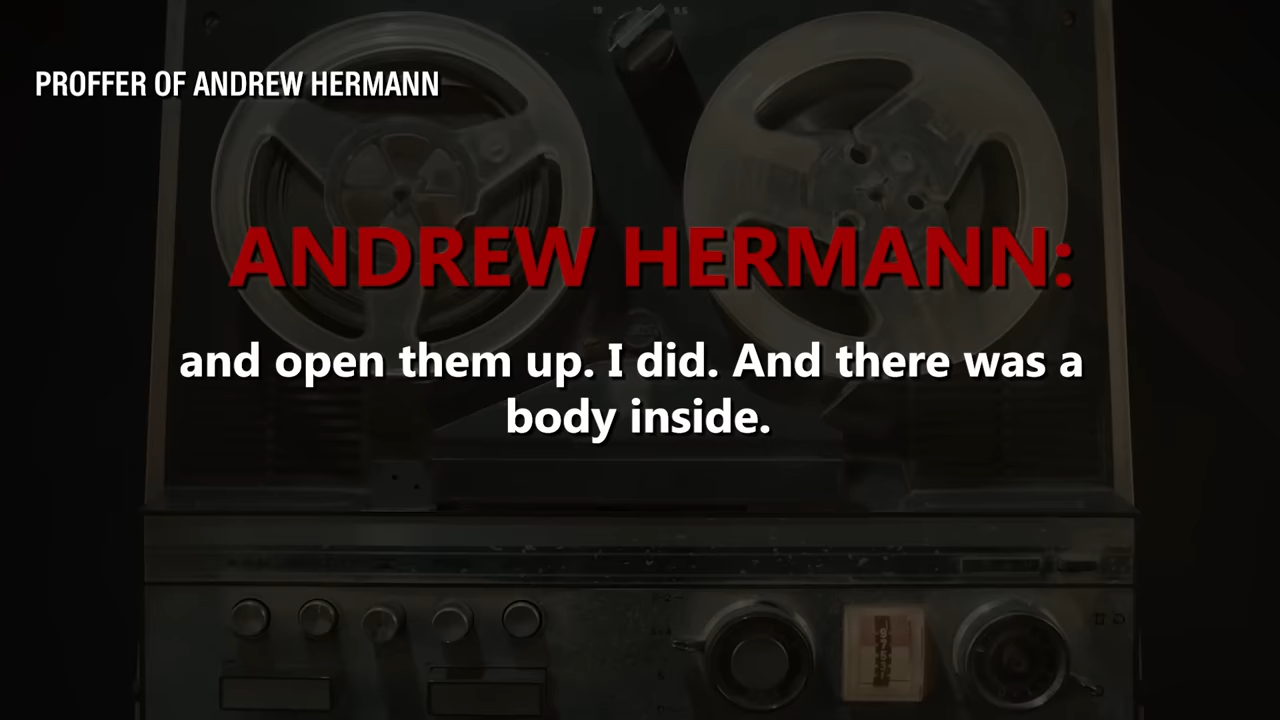 PROFFER OF ANDREW HERMANN
ANDREW HERMANN:
and open them up. I did. And there was a
body inside.